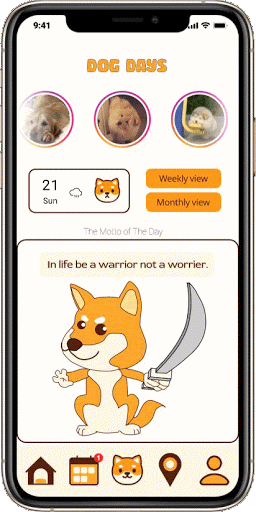 9:41
DOG DAYS
21
Sun
Weekly view
Monthly view
The Motto of The Day
In life be a warrior not a worrier.
1